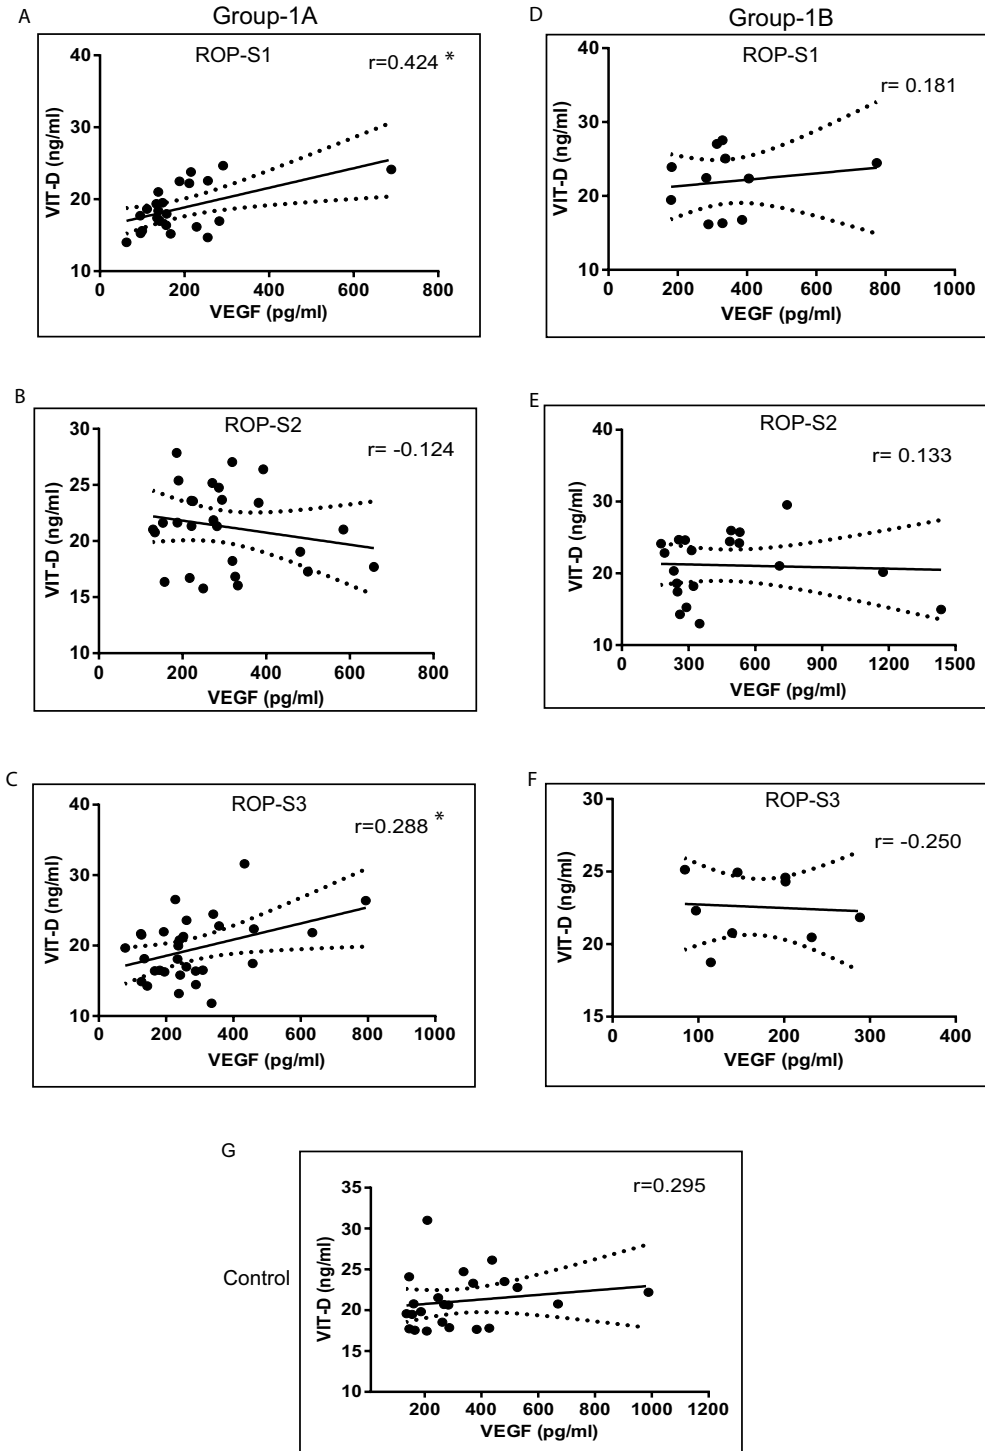 A
Group-1A
ROP-S1
r=0.424 *
VIT-D (ng/ml)
40
30
20
10
0 200 400 600 800
VEGF (pg/ml)
D
Group-1B
ROP-S1
r= 0.181
VIT-D (ng/ml)
40
30
20
10
0 200 400 600 800 1000
VEGF (pg/ml)
B
ROP-S2
r= -0.124
VIT-D (ng/ml)
30
25
20
15
10
0 200 400 600 800
VEGF (pg/ml)
E
ROP-S2
r= 0.133
VIT-D (ng/ml)
40
30
20
10
0 300 600 900 1200 1500
VEGF (pg/ml)
C
ROP-S3
r=0.288 *
VIT-D (ng/ml)
40
30
20
10
0 200 400 600 800 1000
VEGF (pg/ml)
F
ROP-S3
r= -0.250
VIT-D (ng/ml)
30
25
20
15
0 100 200 300 400
VEGF (pg/ml)
G
Control
r=0.295
VIT-D (ng/ml)
35
30
25
20
15
10
200 400 600 800 1000 1200
VEGF (pg/ml)